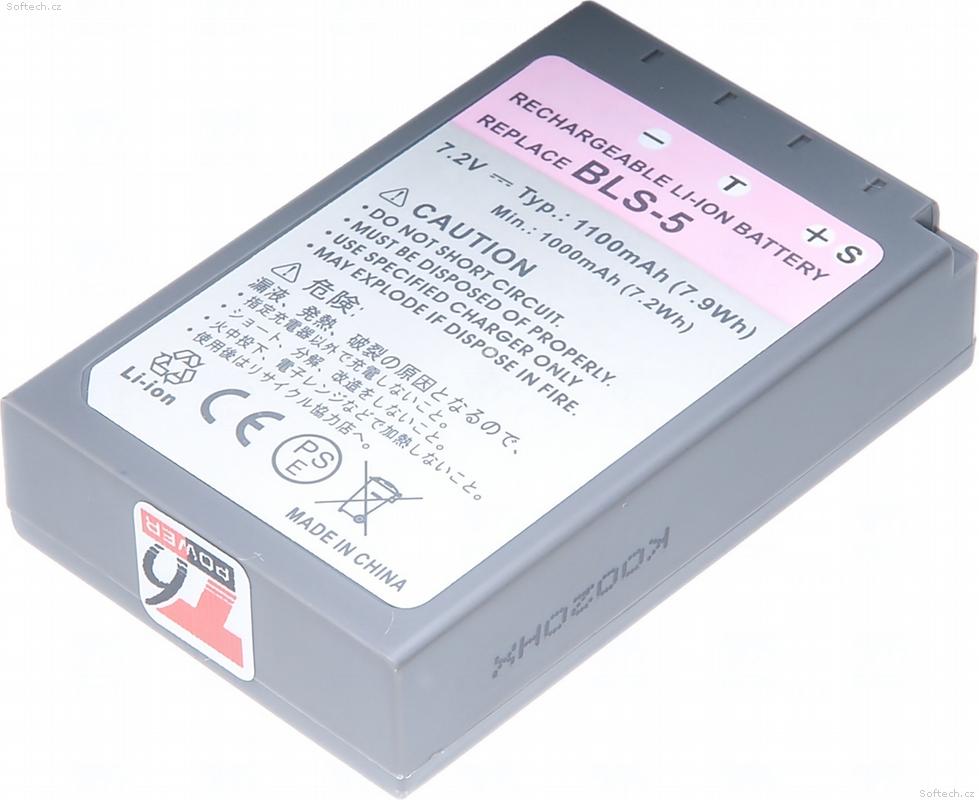 Softech.cz
RECHARGEABLE LI-ION BATTERY
REPLACE BLS-5
− T + S
7.2V ⎓ Typ.: 1100mAh (7.9Wh)
Min.: 1000mAh (7.2Wh)
⚠ CAUTION
• DO NOT SHORT CIRCUIT.
• MUST BE DISPOSED OF PROPERLY.
• USE SPECIFIED CHARGER ONLY
• MAY EXPLODE IF DISPOSED IN FIRE.
⚠ 危険.
漏液、発熱、破裂の原因となるので、
• 指定充電器以外で充電しないこと。
• ショート、分解、改造をしないこと。
• 火中投下、電子レンジなどで加熱しないこと。
• 使用後はリサイクル協力店へ。
Li-ion
CE
PS
E
MADE IN CHINA
T6
POWER
Softech.cz